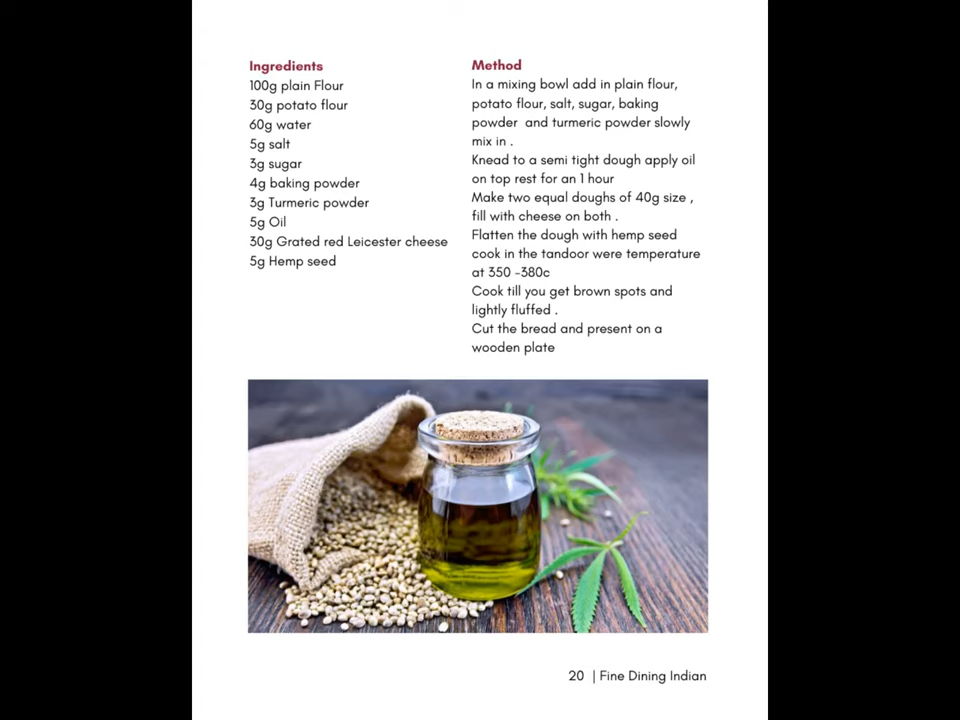 Ingredients
100g plain Flour
30g potato flour
60g water
5g salt
3g sugar
4g baking powder
3g Turmeric powder
5g Oil
30g Grated red Leicester cheese
5g Hemp seed
Method
In a mixing bowl add in plain flour,
potato flour, salt, sugar, baking
powder  and turmeric powder slowly
mix in .
Knead to a semi tight dough apply oil
on top rest for an 1 hour
Make two equal doughs of 40g size ,
fill with cheese on both .
Flatten the dough with hemp seed
cook in the tandoor were temperature
at 350 -380c
Cook till you get brown spots and
lightly fluffed .
Cut the bread and present on a
wooden plate
20 | Fine Dining Indian